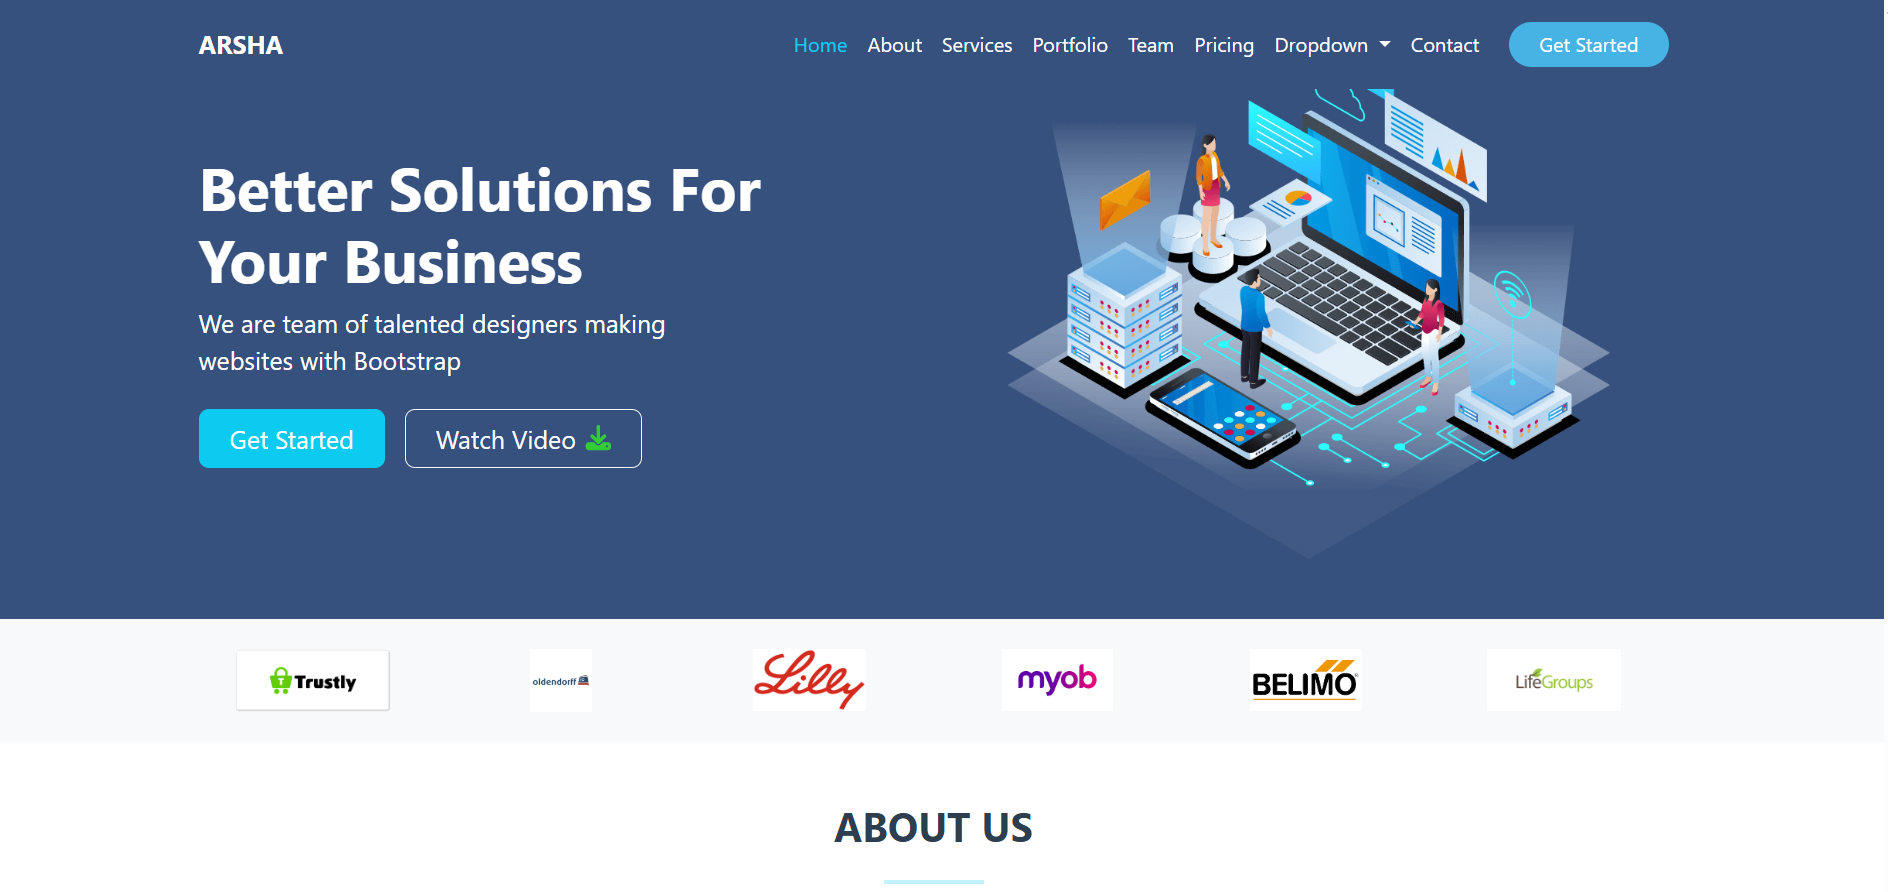 ARSHA
Home About Services Portfolio Team Pricing Dropdown Contact Get Started
Better Solutions For
Your Business
We are team of talented designers making
websites with Bootstrap
Get Started Watch Video
Trustly oldendorff Lilly myob BELIMO LifeGroups
ABOUT US